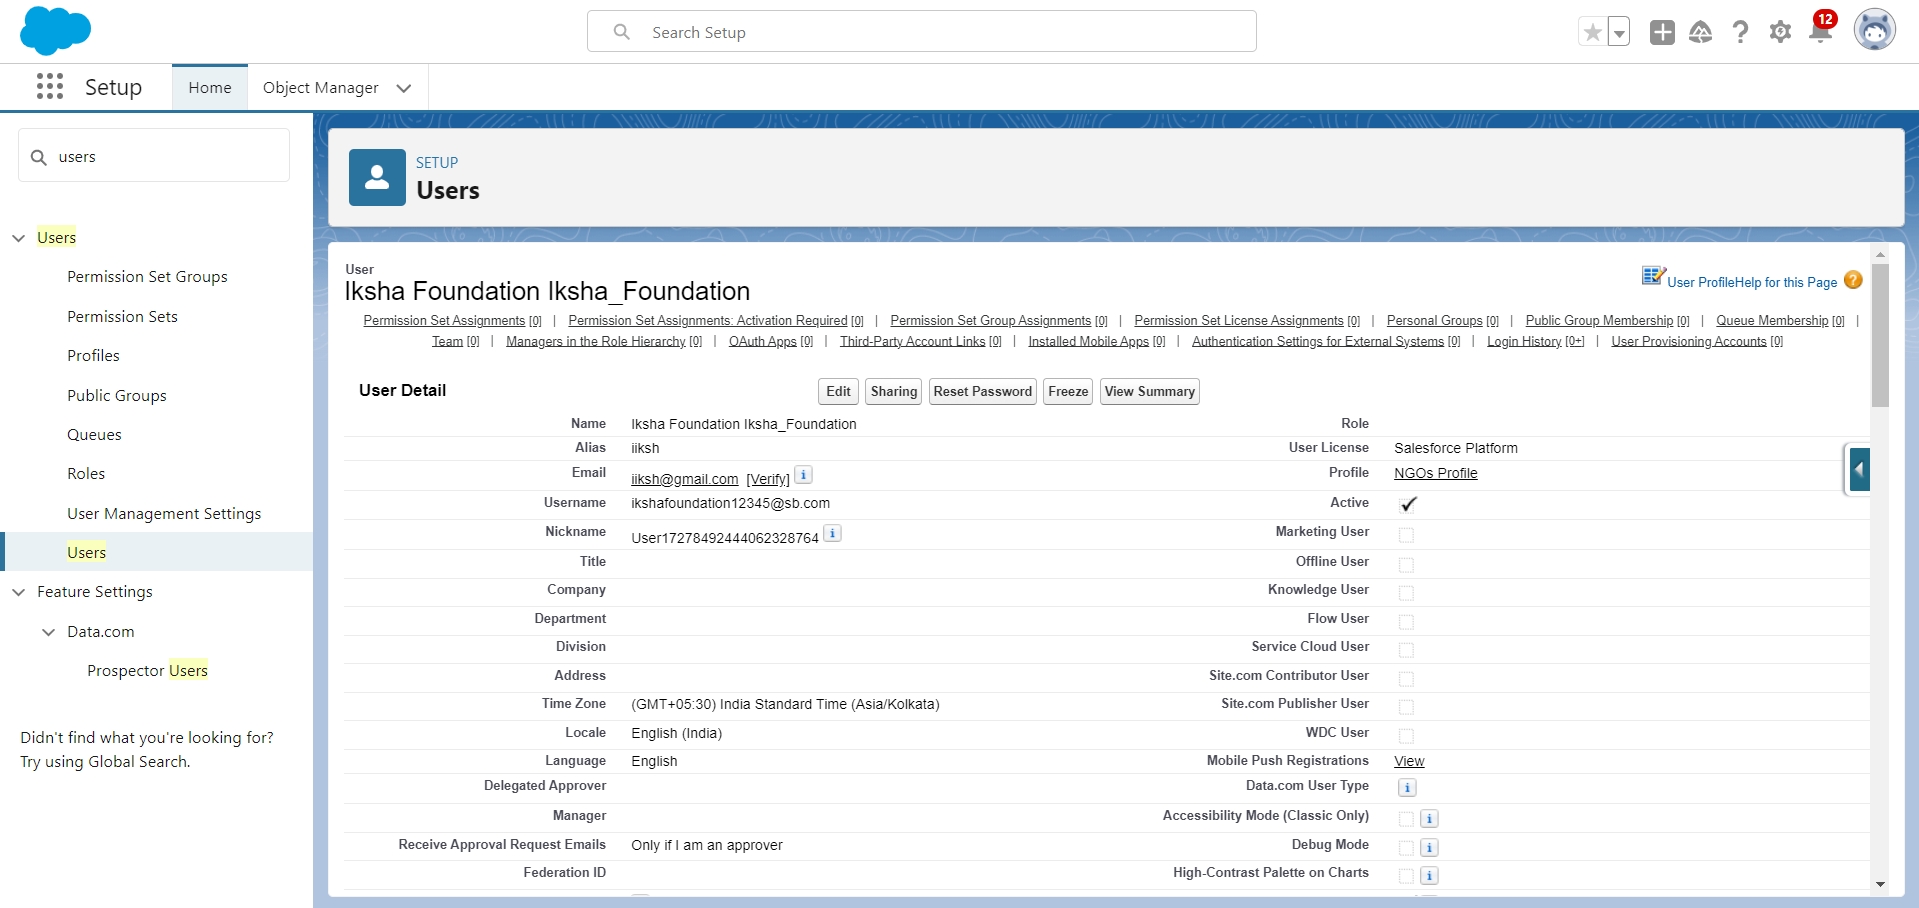 Search Setup
12
Setup
Home
Object Manager
users
Users
Permission Set Groups
Permission Sets
Profiles
Public Groups
Queues
Roles
User Management Settings
Users
Feature Settings
Data.com
Prospector Users
Didn't find what you're looking for?
Try using Global Search.
SETUP
Users
User
Iksha Foundation Iksha_Foundation
User Profile Help for this Page ?
Permission Set Assignments [0] | Permission Set Assignments: Activation Required [0] | Permission Set Group Assignments [0] | Permission Set License Assignments [0] | Personal Groups [0] | Public Group Membership [0] | Queue Membership [0] |
Team [0] | Managers in the Role Hierarchy [0] | OAuth Apps [0] | Third-Party Account Links [0] | Installed Mobile Apps [0] | Authentication Settings for External Systems [0] | Login History [0+] | User Provisioning Accounts [0]
User Detail Edit Sharing Reset Password Freeze View Summary
Name Iksha Foundation Iksha_Foundation Role
Alias iiksh User License Salesforce Platform
Email iiksh@gmail.com [Verify] i Profile NGOs Profile
Username ikshafoundation12345@sb.com Active
Nickname User17278492444062328764 i Marketing User
Title Offline User
Company Knowledge User
Department Flow User
Division Service Cloud User
Address Site.com Contributor User
Time Zone (GMT+05:30) India Standard Time (Asia/Kolkata) Site.com Publisher User
Locale English (India) WDC User
Language English Mobile Push Registrations View
Delegated Approver Data.com User Type i
Manager Accessibility Mode (Classic Only) i
Receive Approval Request Emails Only if I am an approver Debug Mode i
Federation ID High-Contrast Palette on Charts i